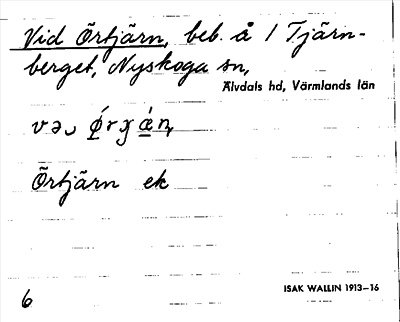 Vid Örtjärn, beb. å 1 Tjärn-
berget, Nyskoga sn,
Älvdals hd, Värmlands län
Örtjärn ek
ISAK WALLIN 1913–16
6